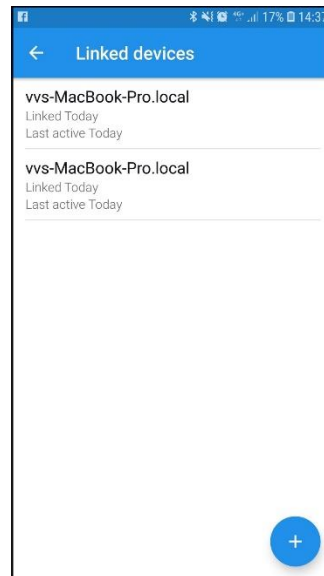 17% 14:37
Linked devices
vvs-MacBook-Pro.local
Linked Today
Last active Today
vvs-MacBook-Pro.local
Linked Today
Last active Today